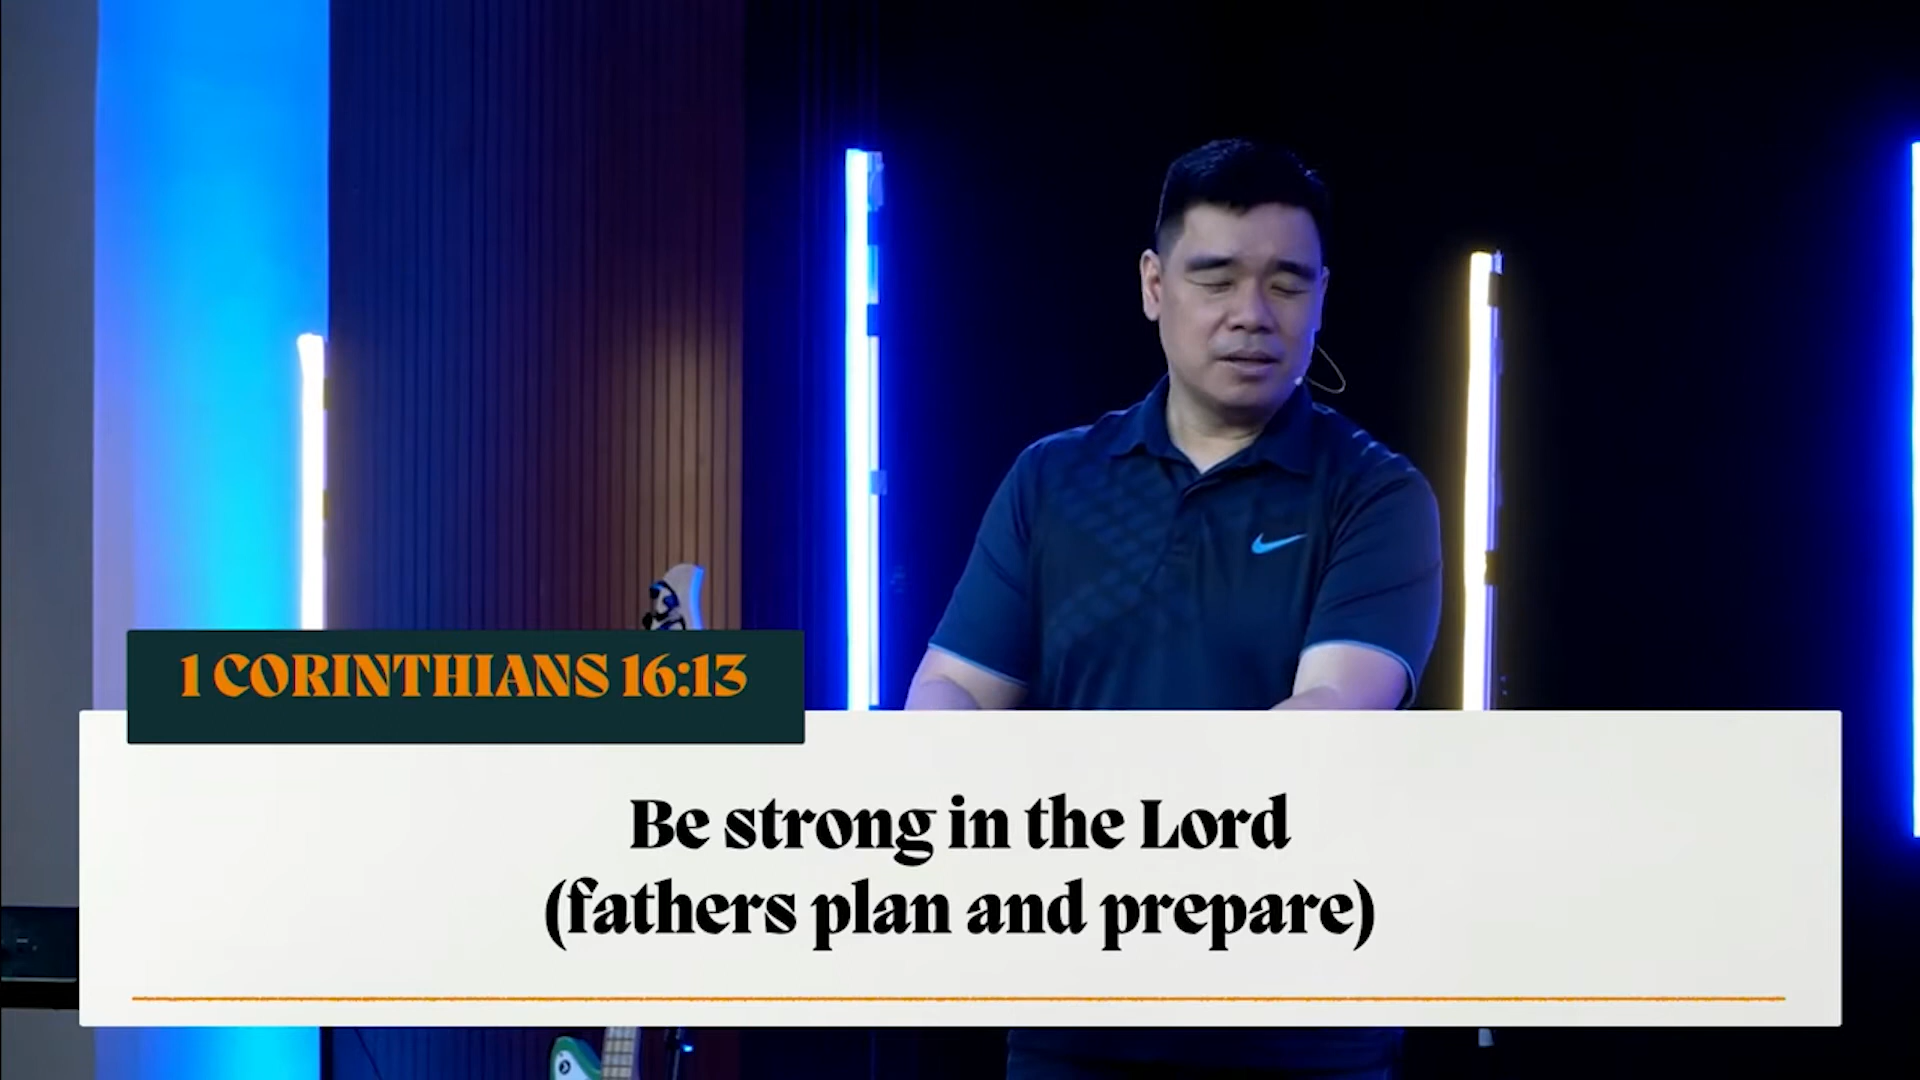 1 CORINTHIANS 16:13
Be strong in the Lord
(fathers plan and prepare)